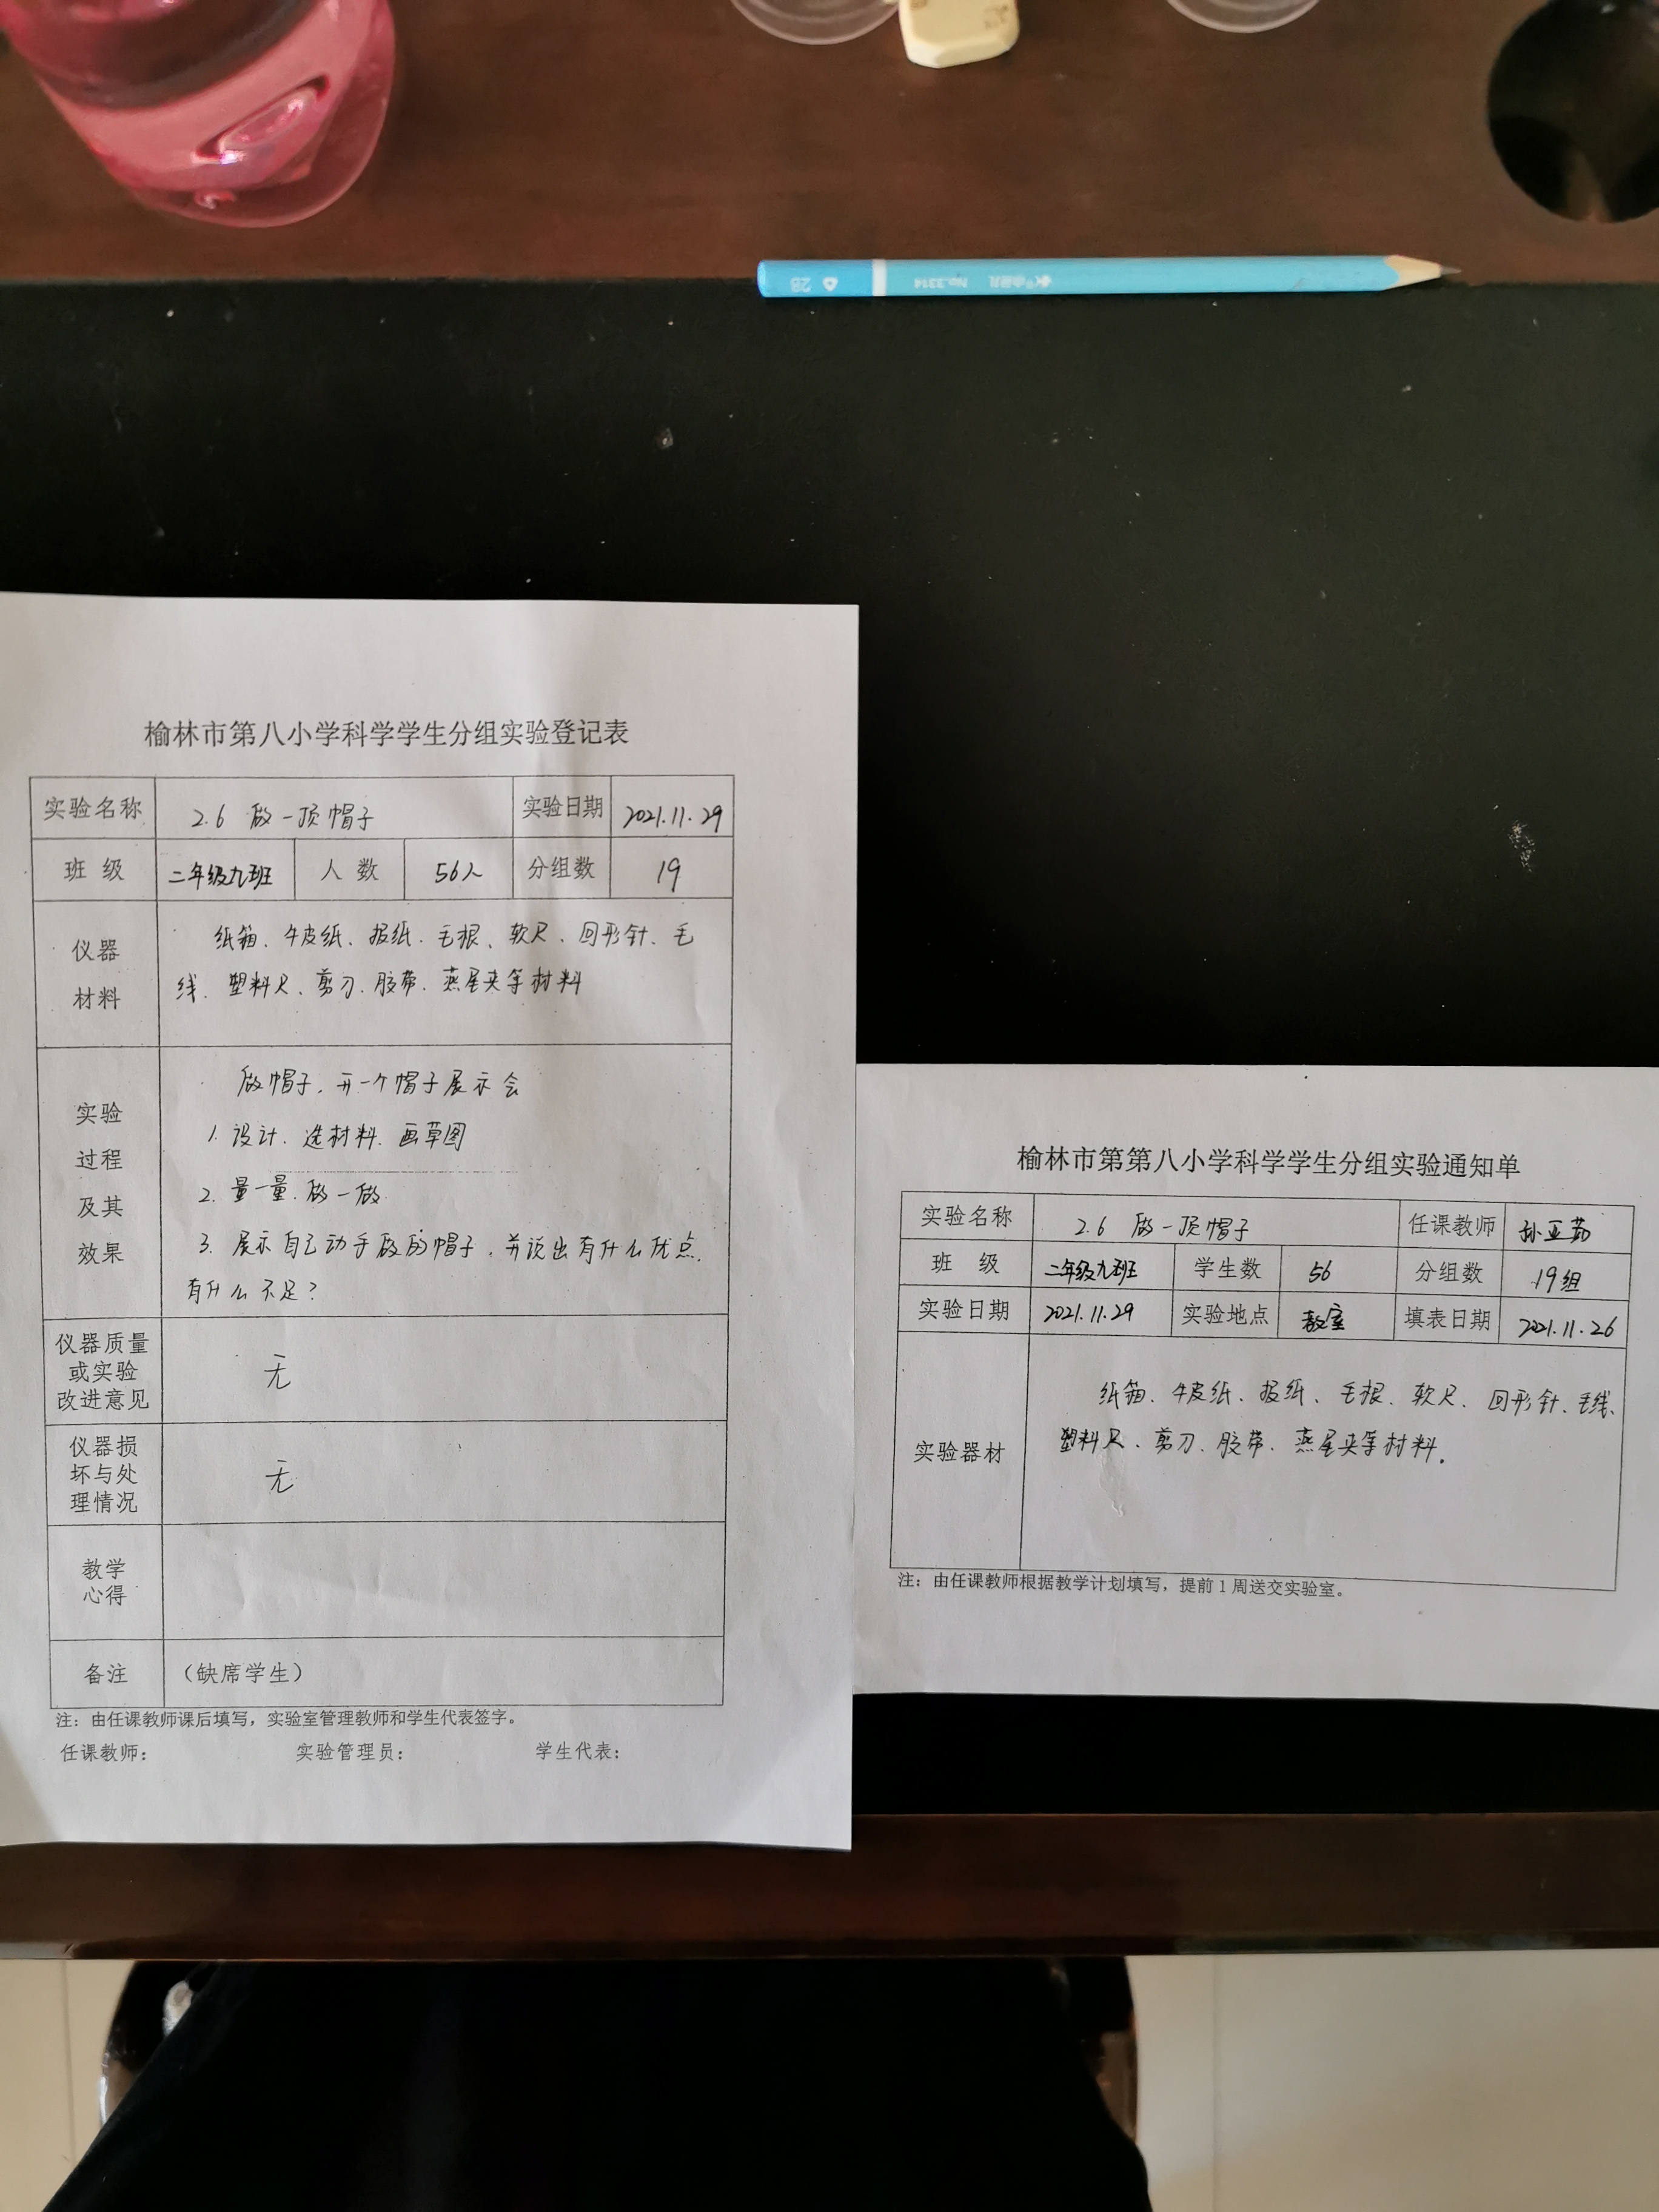 2B No.3314
榆林市第八小学科学学生分组实验登记表
实验名称 2.6 做一顶帽子 实验日期 2021.11.29
班 级 二年级九班 人 数 56人 分组数 19
仪器 材料
纸箱、牛皮纸、报纸、毛根、软尺、回形针、毛
线、塑料尺、剪刀、胶带、燕尾夹等材料
实验 过程 及其 效果
做帽子，开一个帽子展示会
1. 设计、选材料、画草图
2. 量一量、做一做
3. 展示自己动手做的帽子，并说出有什么优点，
有什么不足？
仪器质量 或实验 改进意见 无
仪器损 坏与处 理情况 无
教学 心得
备注 （缺席学生）
注：由任课教师课后填写，实验室管理教师和学生代表签字。
任课教师： 实验管理员： 学生代表：
榆林市第第八小学科学学生分组实验通知单
实验名称 2.6 做一顶帽子 任课教师 孙亚茹
班 级 二年级九班 学生数 56 分组数 19组
实验日期 2021.11.29 实验地点 教室 填表日期 2021.11.26
实验器材
纸箱、牛皮纸、报纸、毛根、软尺、回形针、毛线、
塑料尺、剪刀、胶带、燕尾夹等材料.
注：由任课教师根据教学计划填写，提前1周送交实验室。